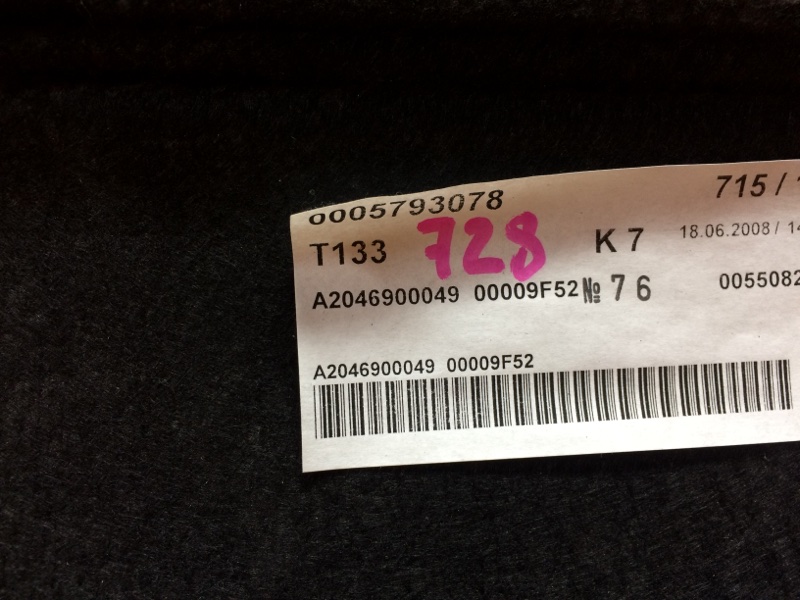 0005793078 715 /
T133 728 K 7 18.06.2008 / 14
A2046900049 00009F52 № 76 0055082
A2046900049 00009F52